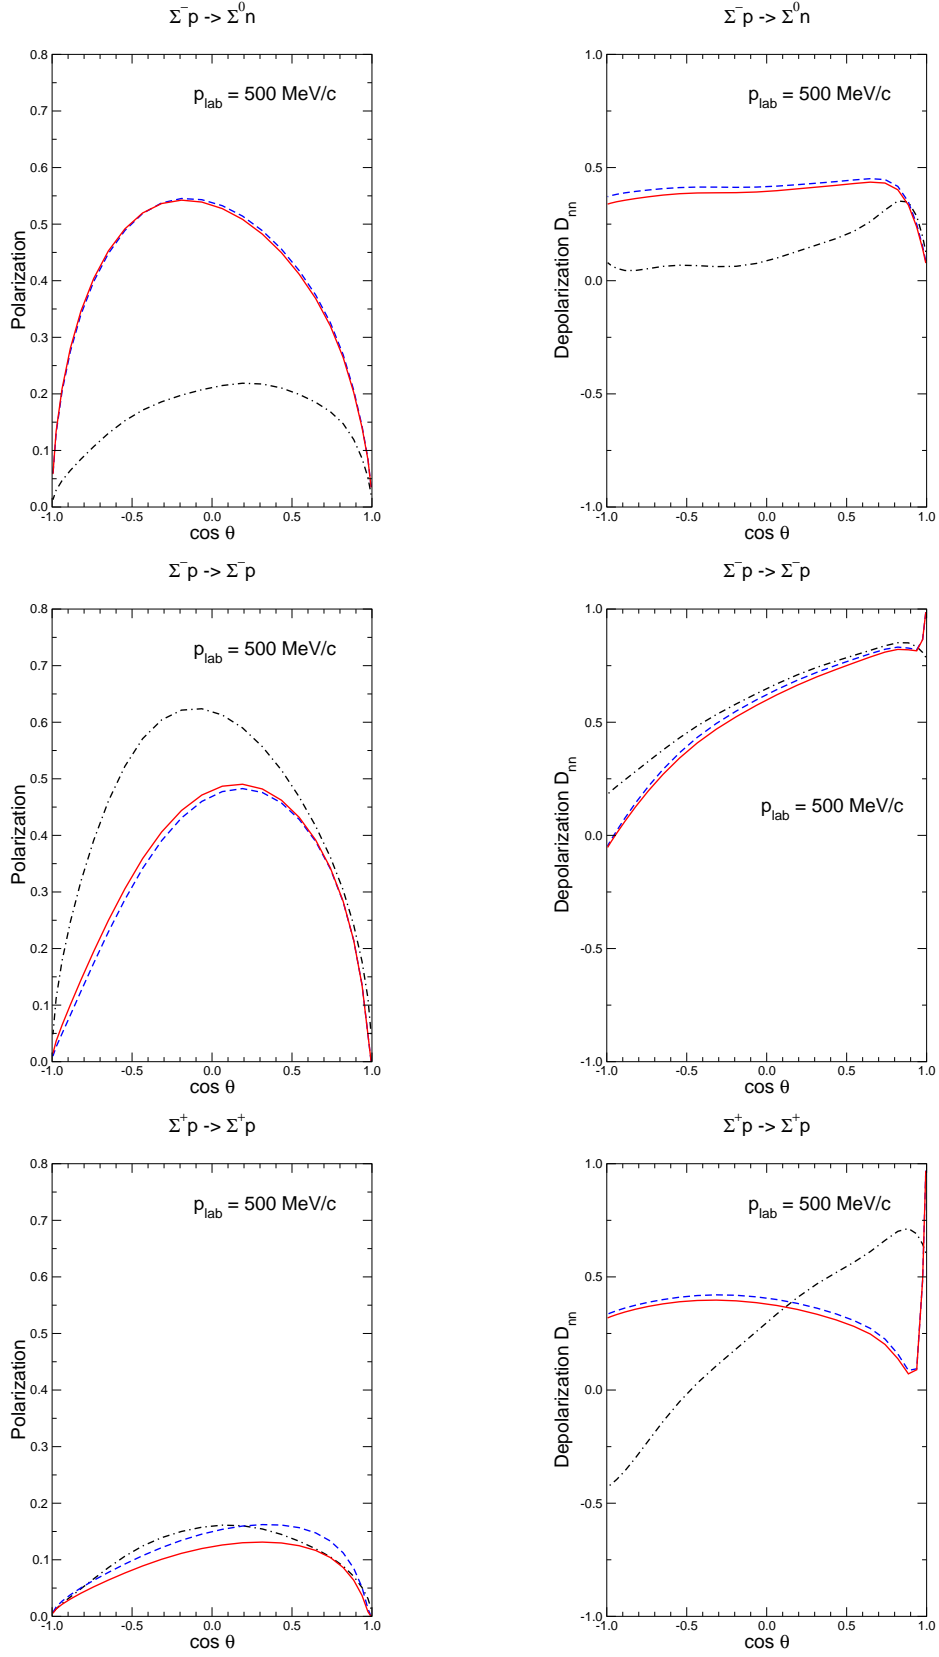 Σ⁻p -> Σ⁰n
0.8
0.7
0.6
0.5
0.4
0.3
0.2
0.1
0.0
Polarization
p_lab = 500 MeV/c
-1.0 -0.5 0.0 0.5 1.0
cos θ
Σ⁻p -> Σ⁰n
1.0
0.5
0.0
-0.5
-1.0
Depolarization D_nn
p_lab = 500 MeV/c
-1.0 -0.5 0.0 0.5 1.0
cos θ
Σ⁻p -> Σ⁻p
0.8
0.7
0.6
0.5
0.4
0.3
0.2
0.1
0.0
Polarization
p_lab = 500 MeV/c
-1.0 -0.5 0.0 0.5 1.0
cos θ
Σ⁻p -> Σ⁻p
1.0
0.5
0.0
-0.5
-1.0
Depolarization D_nn
p_lab = 500 MeV/c
-1.0 -0.5 0.0 0.5 1.0
cos θ
Σ⁺p -> Σ⁺p
0.8
0.7
0.6
0.5
0.4
0.3
0.2
0.1
0.0
Polarization
p_lab = 500 MeV/c
-1.0 -0.5 0.0 0.5 1.0
cos θ
Σ⁺p -> Σ⁺p
1.0
0.5
0.0
-0.5
-1.0
Depolarization D_nn
p_lab = 500 MeV/c
-1.0 -0.5 0.0 0.5 1.0
cos θ